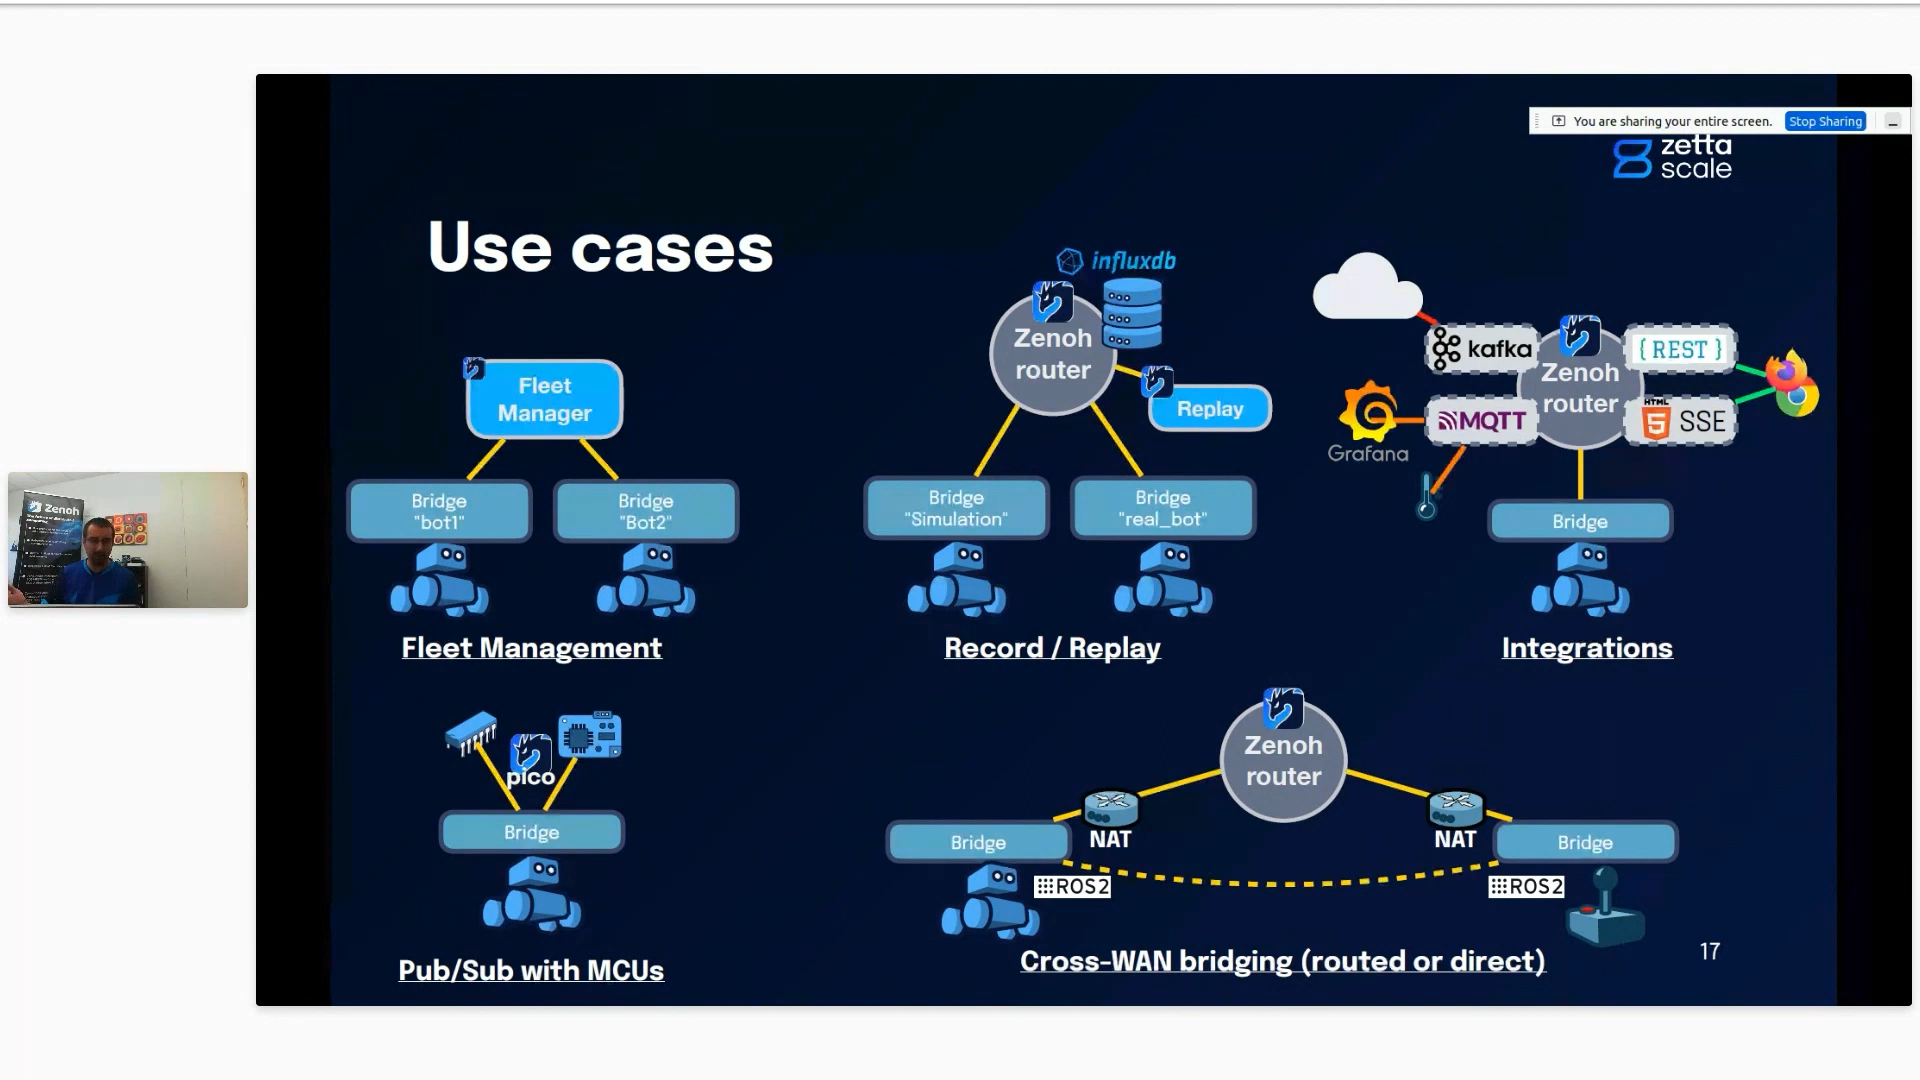 You are sharing your entire screen.
Stop Sharing
zetta
scale
Use cases
Fleet
Manager
Bridge
"bot1"
Bridge
"Bot2"
Fleet Management
influxdb
Zenoh
router
Replay
Bridge
"Simulation"
Bridge
"real_bot"
Record / Replay
kafka
Zenoh
router
{ REST }
MQTT
HTML
5
SSE
Grafana
Bridge
Integrations
pico
Bridge
Pub/Sub with MCUs
Zenoh
router
NAT
NAT
Bridge
Bridge
ROS2
ROS2
Cross-WAN bridging (routed or direct)
17
Zenoh